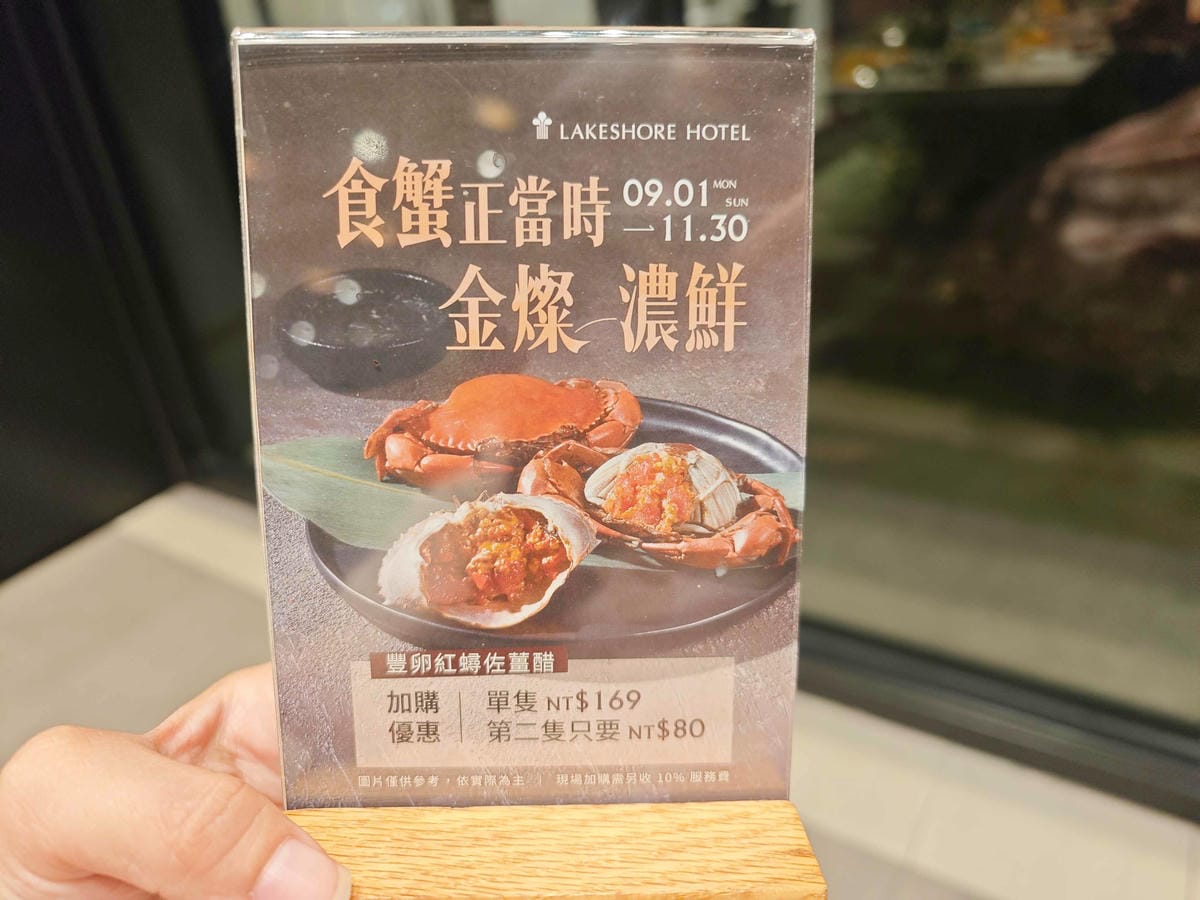 LAKESHORE HOTEL
食蟹正當時 09.01 MON
—11.30 SUN
金燦 濃鮮
豐卵紅蟳佐薑醋
加購 單隻 NT$169
優惠 第二隻只要 NT$80
圖片僅供參考，依實際為主 | 現場加購需另收 10% 服務費